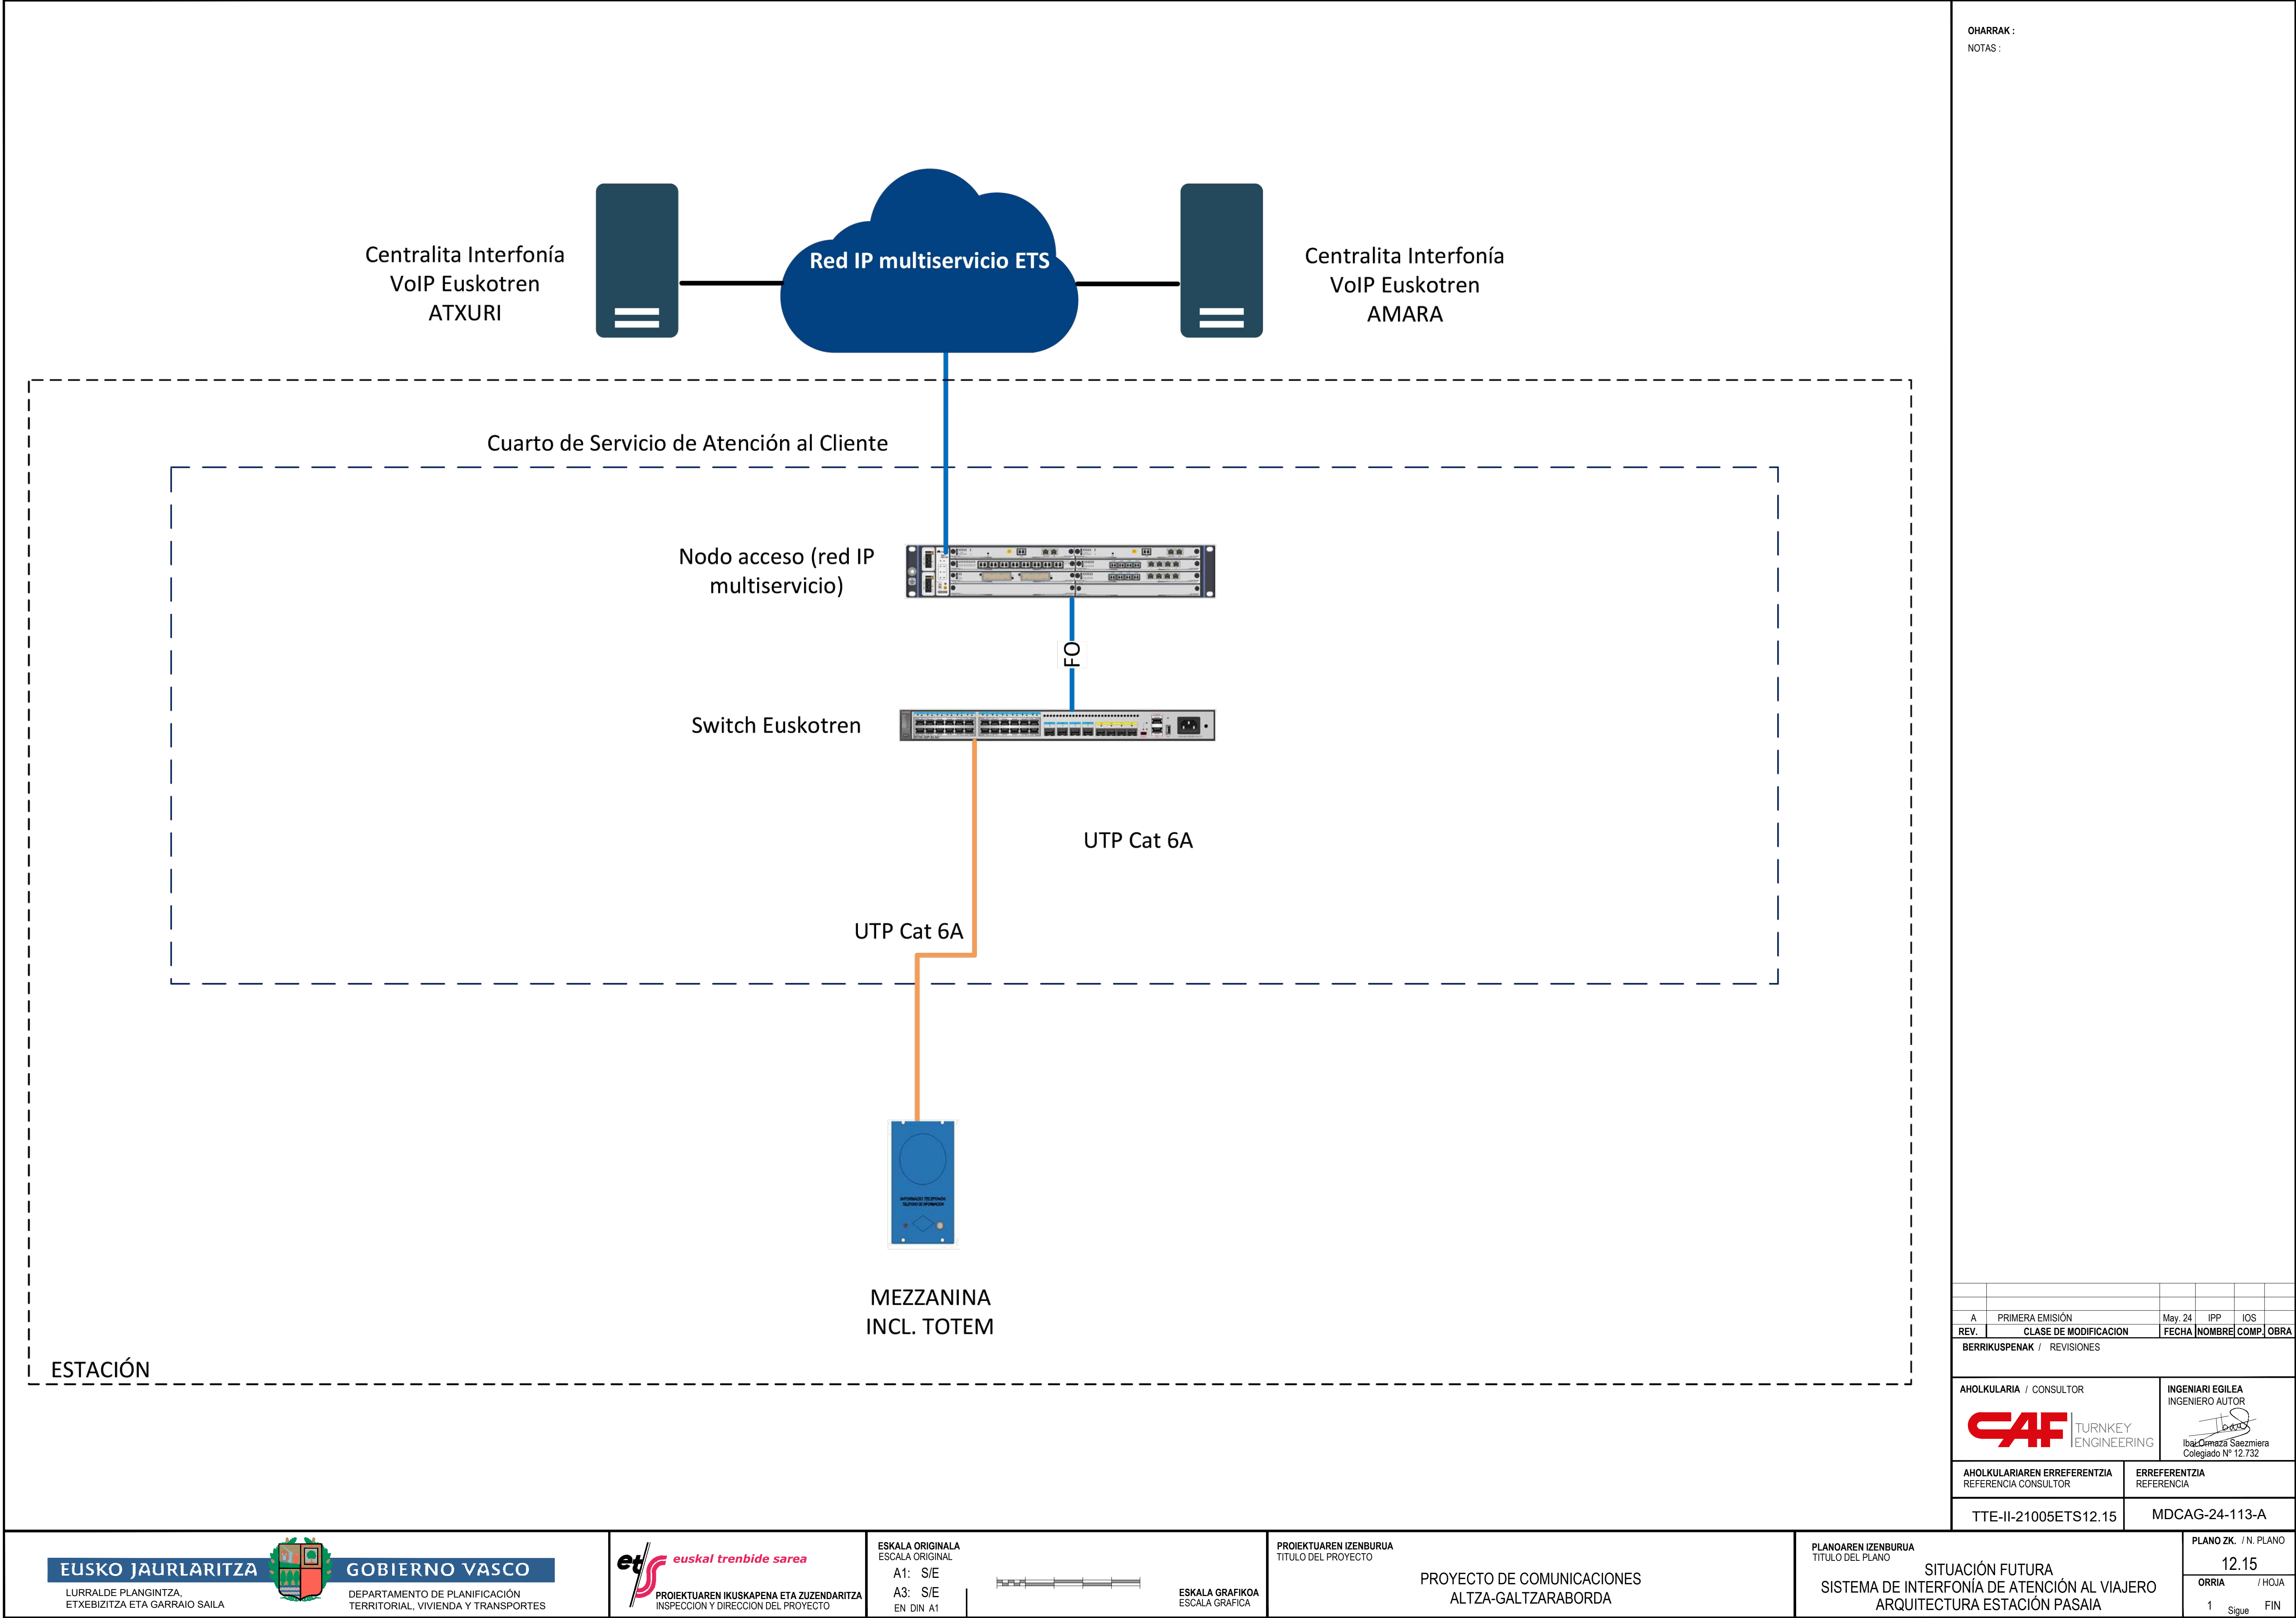 OHARRAK :
NOTAS :
Centralita Interfonía
VoIP Euskotren
ATXURI
Red IP multiservicio ETS
Centralita Interfonía
VoIP Euskotren
AMARA
Cuarto de Servicio de Atención al Cliente
Nodo acceso (red IP
multiservicio)
FO
Switch Euskotren
UTP Cat 6A
UTP Cat 6A
MEZZANINA
INCL. TOTEM
ESTACIÓN
A PRIMERA EMISIÓN May. 24 IPP IOS
REV. CLASE DE MODIFICACION FECHA NOMBRE COMP. OBRA
BERRIKUSPENAK / REVISIONES
AHOLKULARIA / CONSULTOR
CAF TURNKEY
ENGINEERING
INGENIARI EGILEA
INGENIERO AUTOR
Ibai Ormaza Saezmiera
Colegiado Nº 12.732
AHOLKULARIAREN ERREFERENTZIA
REFERENCIA CONSULTOR
TTE-II-21005ETS12.15
ERREFERENTZIA
REFERENCIA
MDCAG-24-113-A
EUSKO JAURLARITZA
GOBIERNO VASCO
LURRALDE PLANGINTZA,
ETXEBIZITZA ETA GARRAIO SAILA
DEPARTAMENTO DE PLANIFICACIÓN
TERRITORIAL, VIVIENDA Y TRANSPORTES
ets euskal trenbide sarea
PROIEKTUAREN IKUSKAPENA ETA ZUZENDARITZA
INSPECCION Y DIRECCION DEL PROYECTO
ESKALA ORIGINALA
ESCALA ORIGINAL
A1: S/E
A3: S/E
EN DIN A1
ESKALA GRAFIKOA
ESCALA GRAFICA
PROIEKTUAREN IZENBURUA
TITULO DEL PROYECTO
PROYECTO DE COMUNICACIONES
ALTZA-GALTZARABORDA
PLANOAREN IZENBURUA
TITULO DEL PLANO
SITUACIÓN FUTURA
SISTEMA DE INTERFONÍA DE ATENCIÓN AL VIAJERO
ARQUITECTURA ESTACIÓN PASAIA
PLANO ZK. / N. PLANO
12.15
ORRIA / HOJA
1 Sigue FIN